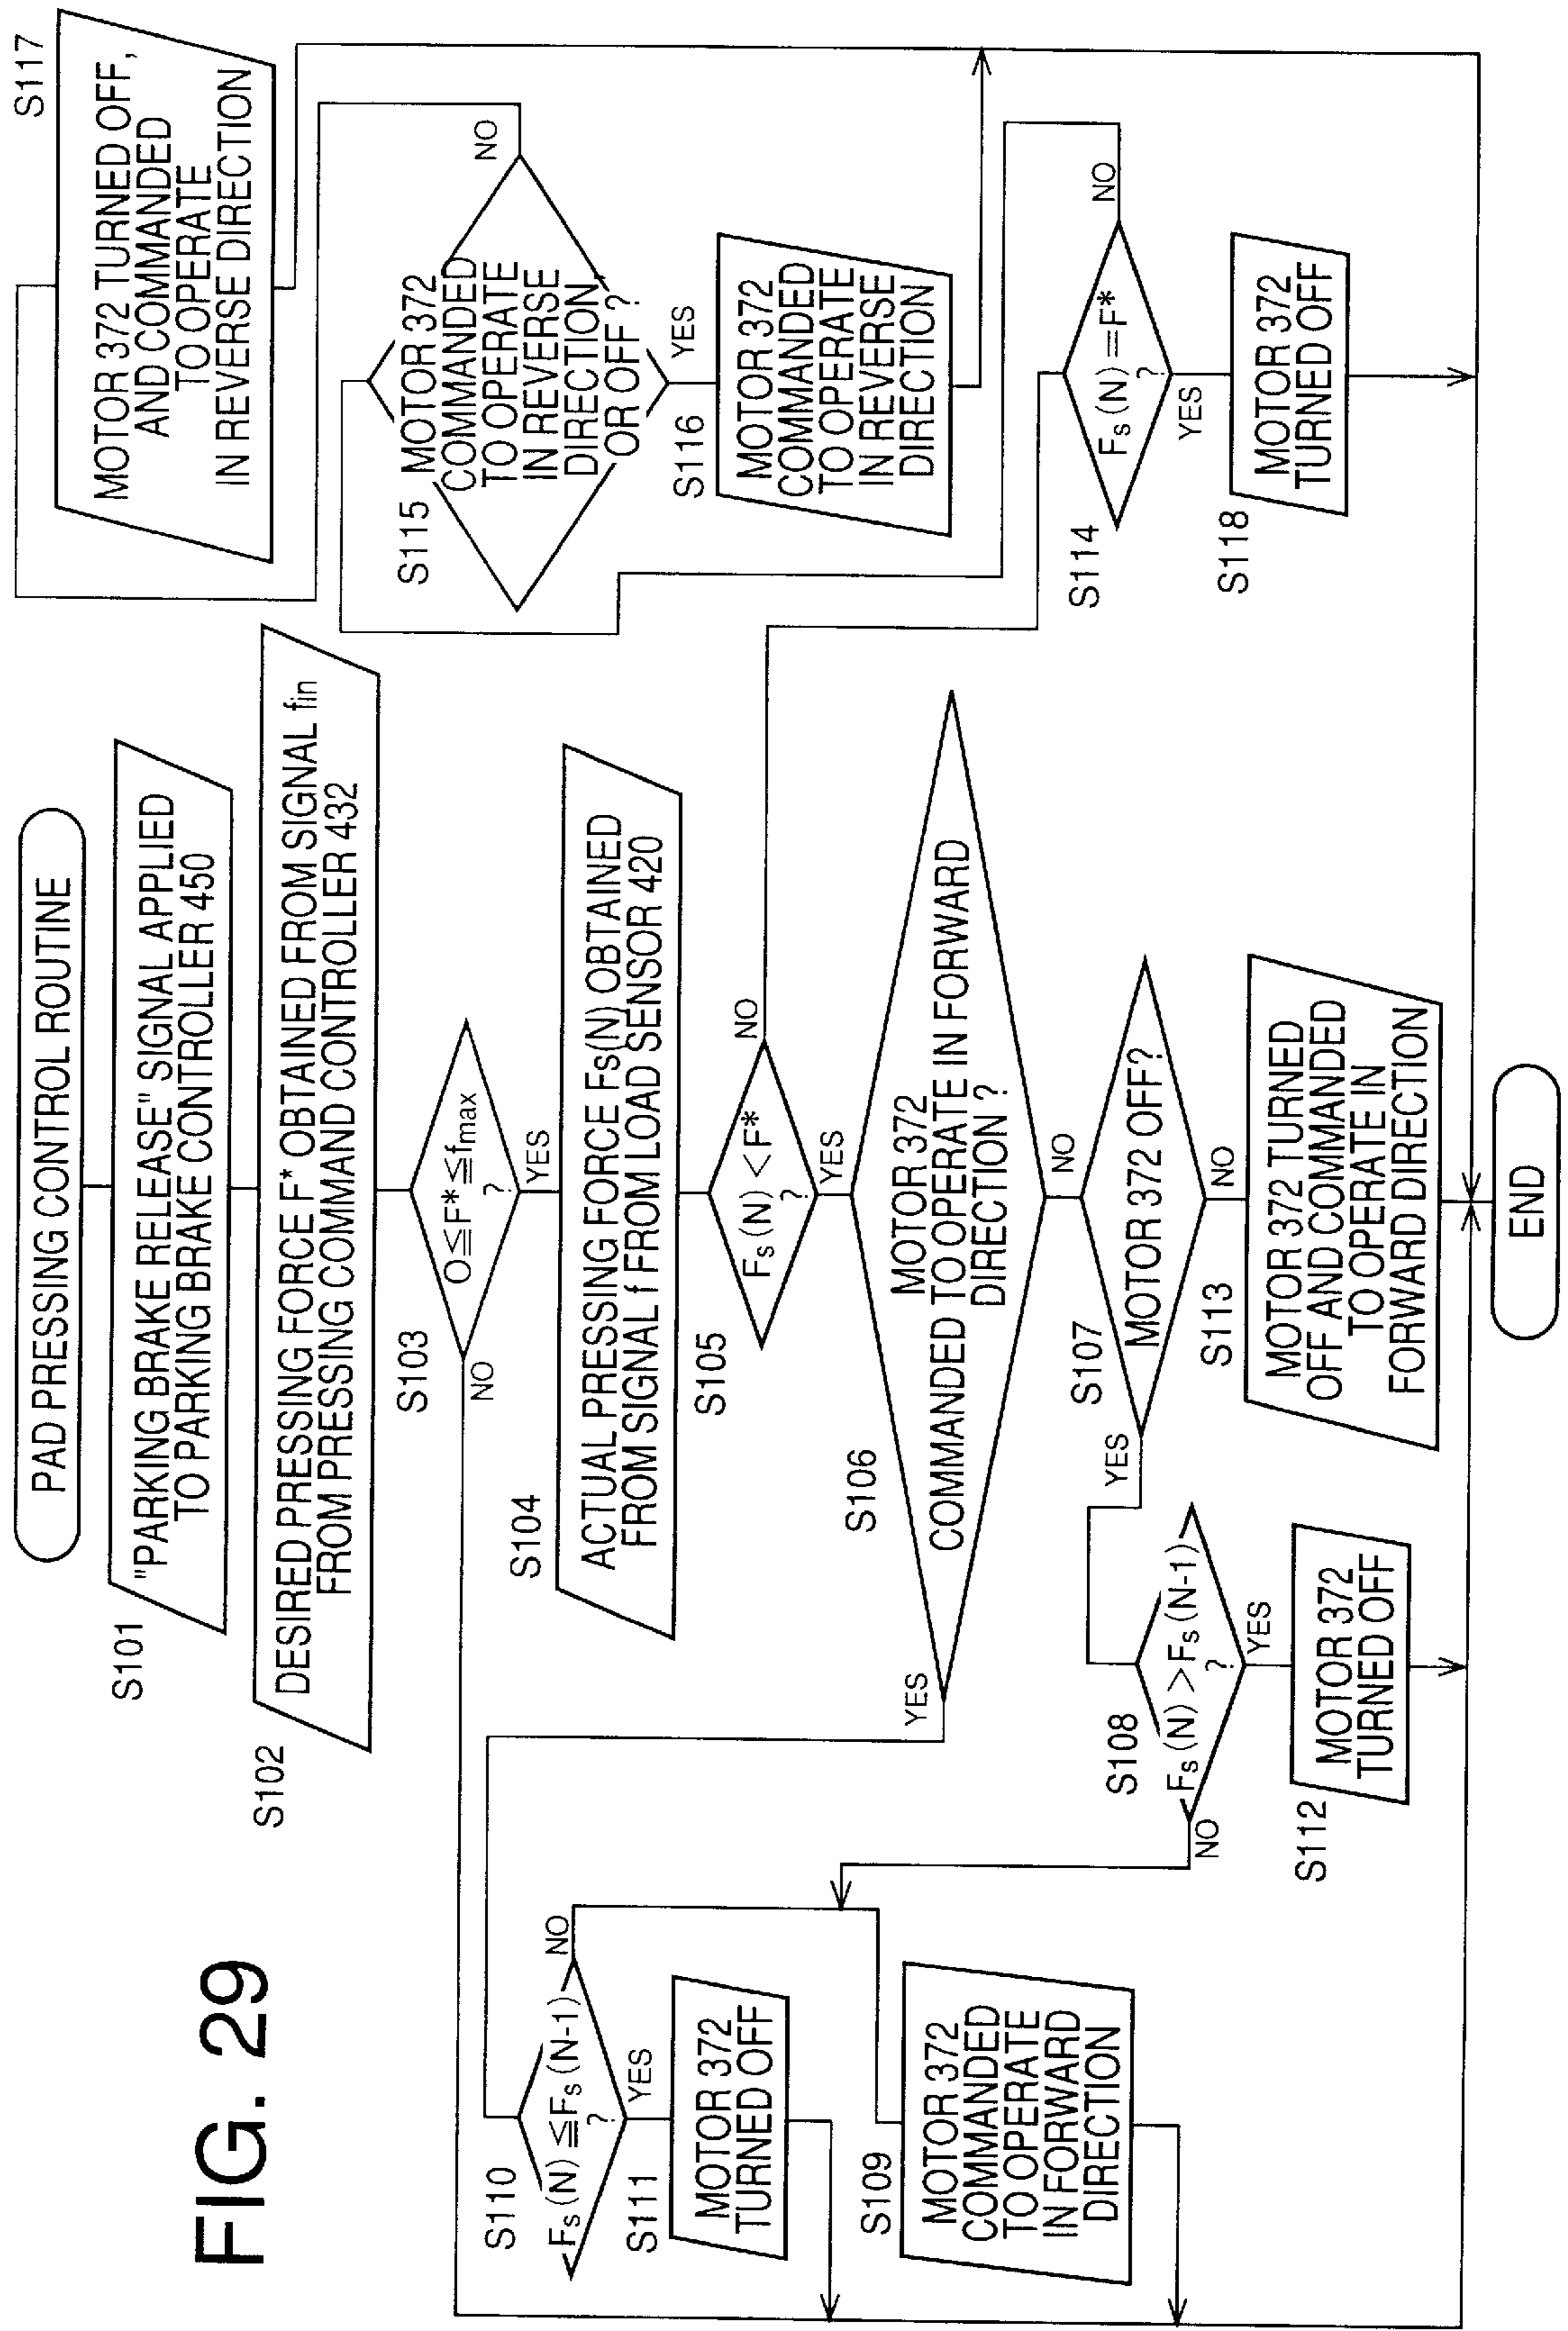 FIG. 29
PAD PRESSING CONTROL ROUTINE
S101
"PARKING BRAKE RELEASE" SIGNAL APPLIED
TO PARKING BRAKE CONTROLLER 450
S102
DESIRED PRESSING FORCE F* OBTAINED FROM SIGNAL fin
FROM PRESSING COMMAND CONTROLLER 432
S103
O≦F*≦fmax
?
NO
YES
S104
ACTUAL PRESSING FORCE Fs(N) OBTAINED
FROM SIGNAL f FROM LOAD SENSOR 420
S105
Fs(N)<F*
?
NO
YES
S106
MOTOR 372
COMMANDED TO OPERATE IN FORWARD
DIRECTION ?
YES
NO
S107
MOTOR 372 OFF?
YES
NO
S108
Fs(N)>Fs(N-1)
?
NO
YES
S110
Fs(N)≦Fs(N-1)
?
NO
YES
S111
MOTOR 372
TURNED OFF
S109
MOTOR 372
COMMANDED
TO OPERATE
IN FORWARD
DIRECTION
S112
MOTOR 372
TURNED OFF
S113
MOTOR 372 TURNED
OFF AND COMMANDED
TO OPERATE IN
FORWARD DIRECTION
S117
MOTOR 372 TURNED OFF,
AND COMMANDED
TO OPERATE
IN REVERSE DIRECTION
S115
MOTOR 372
COMMANDED
TO OPERATE
IN REVERSE
DIRECTION
OR OFF ?
NO
YES
S116
MOTOR 372
COMMANDED
TO OPERATE
IN REVERSE
DIRECTION
S114
Fs(N)=F*
?
NO
YES
S118
MOTOR 372
TURNED OFF
END